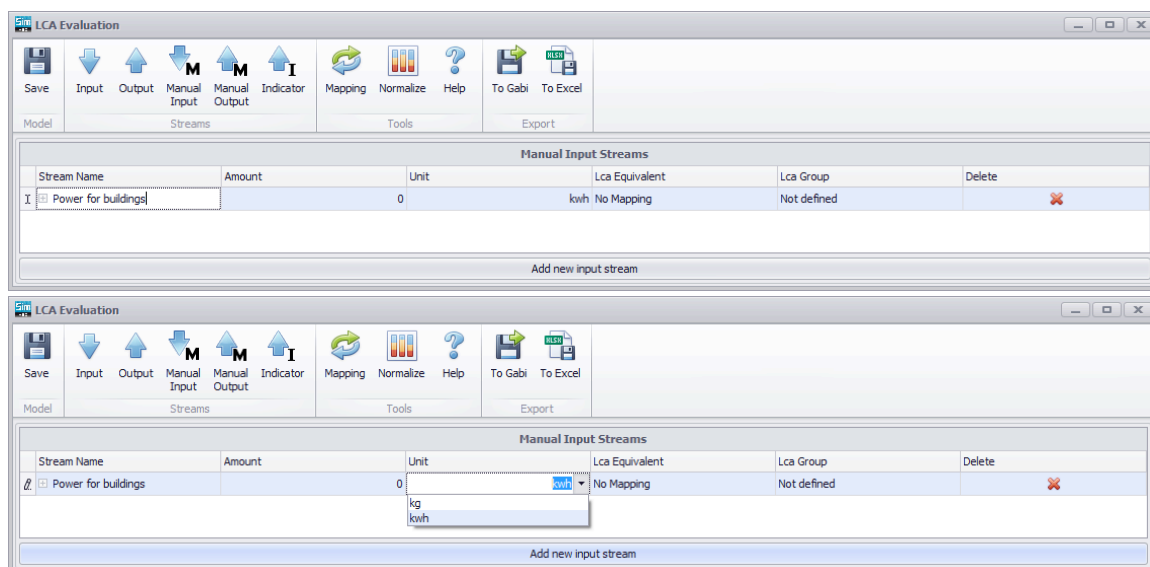 Sim LCA Evaluation
M M I
Save Input Output Manual Input Manual Output Indicator Mapping Normalize Help To Gabi XLSX To Excel
Model Streams Tools Export
Manual Input Streams
Stream Name Amount Unit Lca Equivalent Lca Group Delete
Power for buildings 0 kwh No Mapping Not defined
Add new input stream
Sim LCA Evaluation
M M I
Save Input Output Manual Input Manual Output Indicator Mapping Normalize Help To Gabi XLSX To Excel
Model Streams Tools Export
Manual Input Streams
Stream Name Amount Unit Lca Equivalent Lca Group Delete
Power for buildings 0 kwh No Mapping Not defined
kg
kwh
Add new input stream